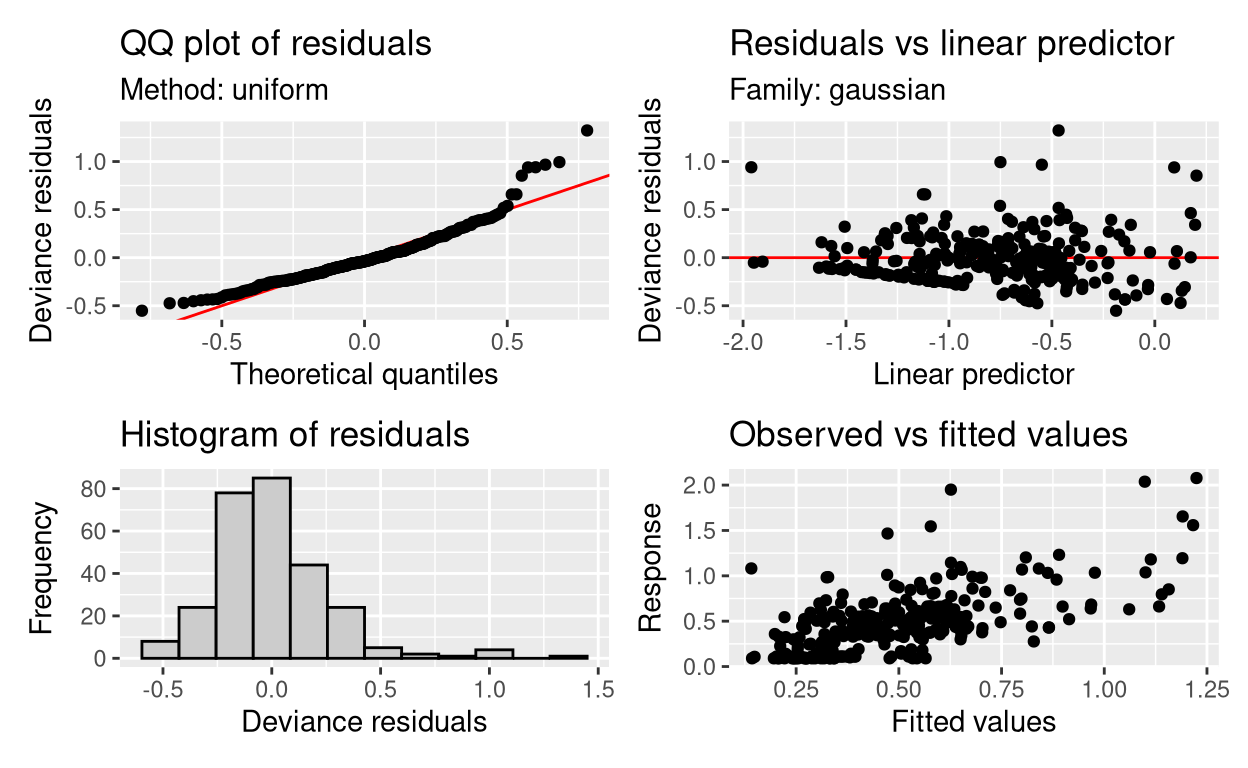 QQ plot of residuals
Method: uniform
Deviance residuals
1.0
0.5
0.0
-0.5
-0.5
0.0
0.5
Theoretical quantiles
Residuals vs linear predictor
Family: gaussian
Deviance residuals
1.0
0.5
0.0
-0.5
-2.0
-1.5
-1.0
-0.5
0.0
Linear predictor
Histogram of residuals
Frequency
80
60
40
20
0
-0.5
0.0
0.5
1.0
1.5
Deviance residuals
Observed vs fitted values
Response
2.0
1.5
1.0
0.5
0.0
0.25
0.50
0.75
1.00
1.25
Fitted values